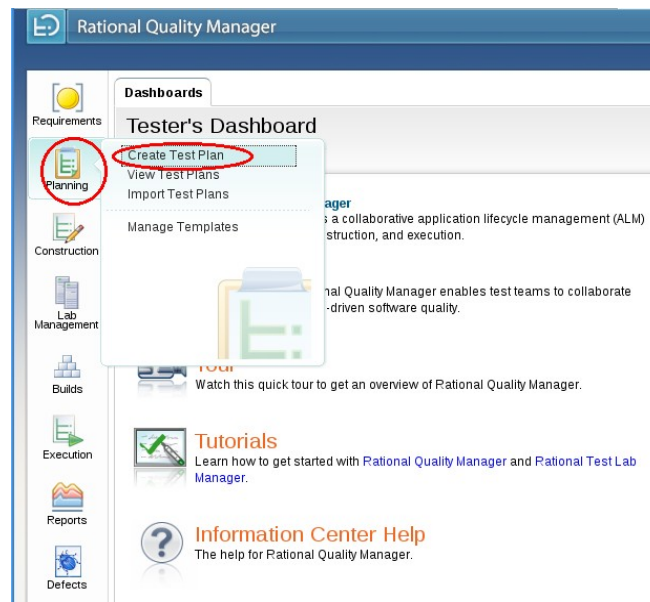 Rational Quality Manager
Dashboards
Tester's Dashboard
Requirements
Planning
Construction
Lab
Management
Builds
Execution
Reports
Defects
Create Test Plan
View Test Plans
Import Test Plans
Manage Templates
ager
s a collaborative application lifecycle management (ALM)
struction, and execution.
nal Quality Manager enables test teams to collaborate
-driven software quality.
Tour
Watch this quick tour to get an overview of Rational Quality Manager.
Tutorials
Learn how to get started with Rational Quality Manager and Rational Test Lab
Manager.
Information Center Help
The help for Rational Quality Manager.